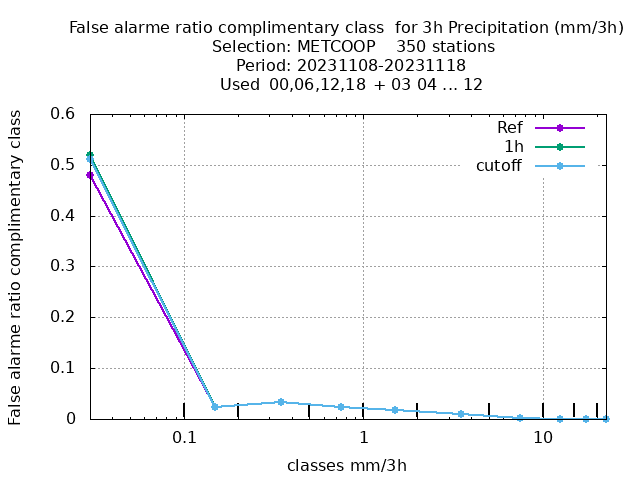 False alarme ratio complimentary class  for 3h Precipitation (mm/3h)
Selection: METCOOP    350 stations
Period: 20231108-20231118
Used  00,06,12,18  + 03 04 ... 12
False alarme ratio complimentary class
0.6
0.5
0.4
0.3
0.2
0.1
0
Ref
1h
cutoff
0.1
1
10
classes mm/3h